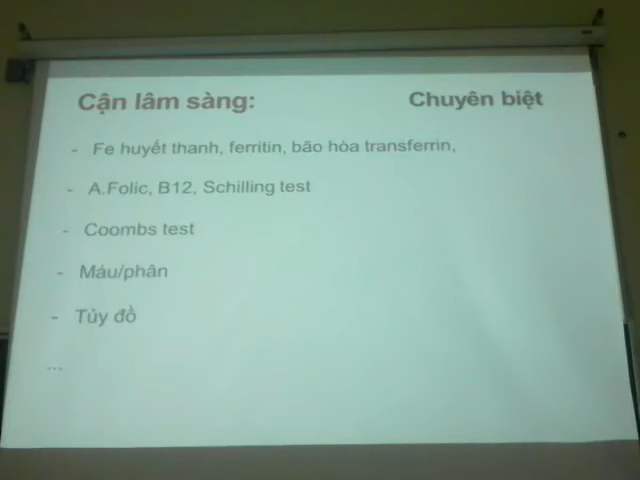 Cận lâm sàng: Chuyên biệt
- Fe huyết thanh, ferritin, bão hòa transferrin,
- A.Folic, B12, Schilling test
- Coombs test
- Máu/phân
- Tủy đồ
...